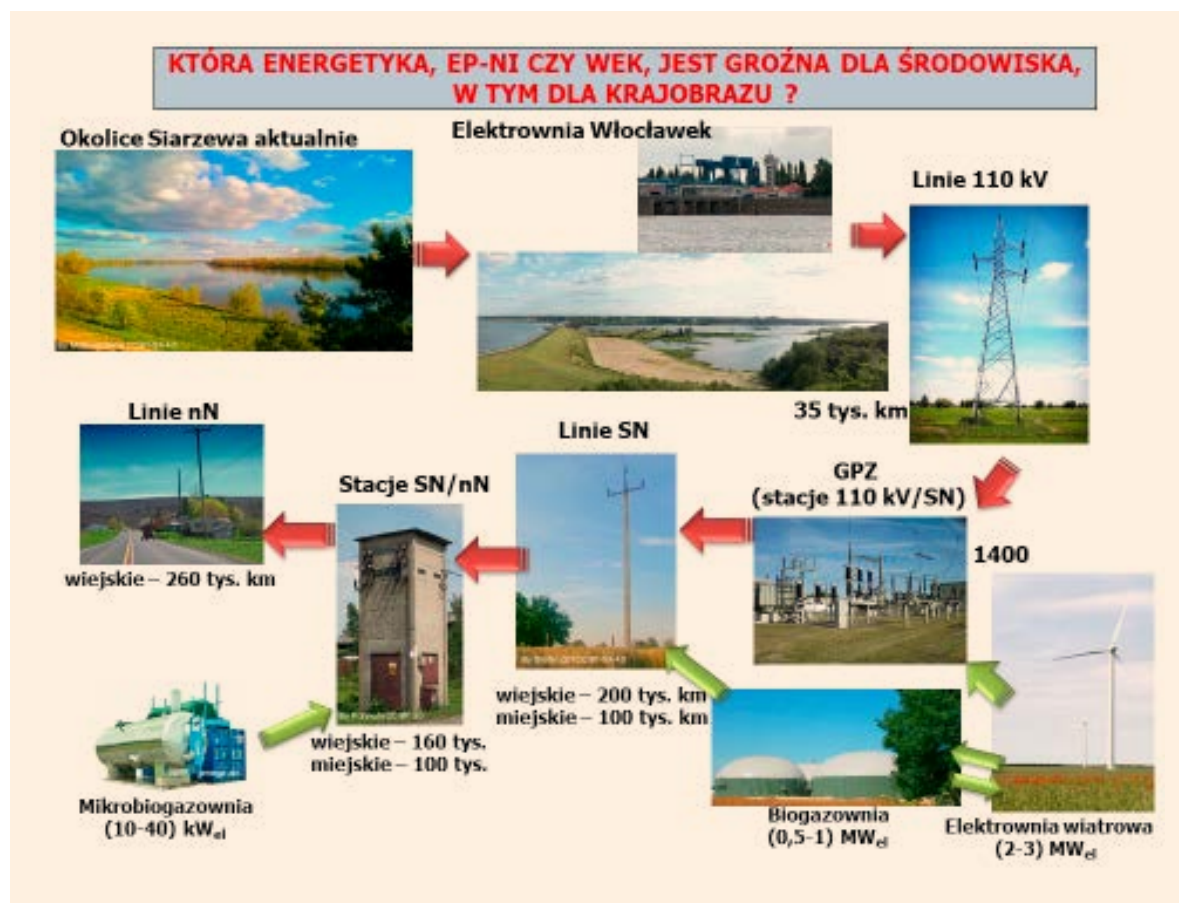 KTÓRA ENERGETYKA, EP-NI CZY WEK, JEST GROŹNA DLA ŚRODOWISKA,
W TYM DLA KRAJOBRAZU ?
Okolice Siarzewa aktualnie
Elektrownia Włocławek
Linie 110 kV
35 tys. km
Linie nN
Linie SN
Stacje SN/nN
GPZ
(stacje 110 kV/SN)
1400
wiejskie – 260 tys. km
wiejskie – 200 tys. km
miejskie – 100 tys. km
wiejskie – 160 tys.
miejskie – 100 tys.
Mikrobiogazownia
(10-40) kWel
Biogazownia
(0,5-1) MWel
Elektrownia wiatrowa
(2-3) MWel